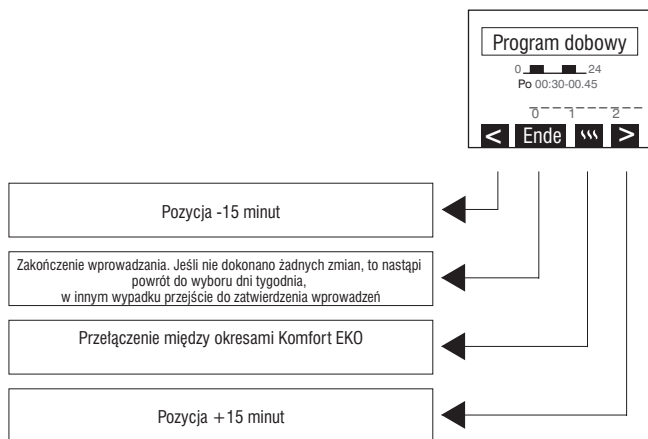 Program dobowy
0 24
Po 00:30-00.45
0 1 2
< Ende >
Pozycja -15 minut
Zakończenie wprowadzania. Jeśli nie dokonano żadnych zmian, to nastąpi
powrót do wyboru dni tygodnia,
w innym wypadku przejście do zatwierdzenia wprowadzeń
Przełączenie między okresami Komfort EKO
Pozycja +15 minut